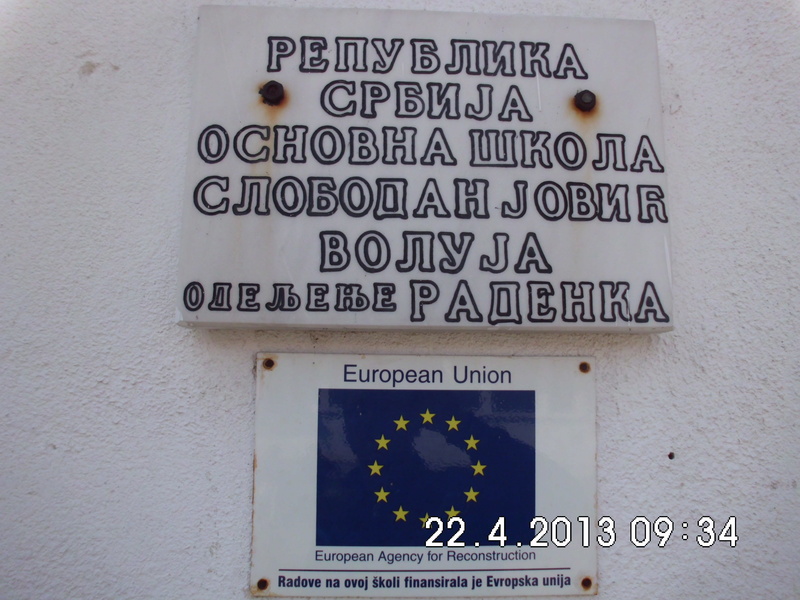 РЕПУБЛИКА
СРБИЈА
ОСНОВНА ШКОЛА
СЛОБОДАН ЈОВИЋ
ВОЛУЈА
ОДЕЉЕЊЕ РАДЕНКА
European Union
European Agency for Reconstruction
Radove na ovoj školi finansirala je Evropska unija
22.4.2013 09:34